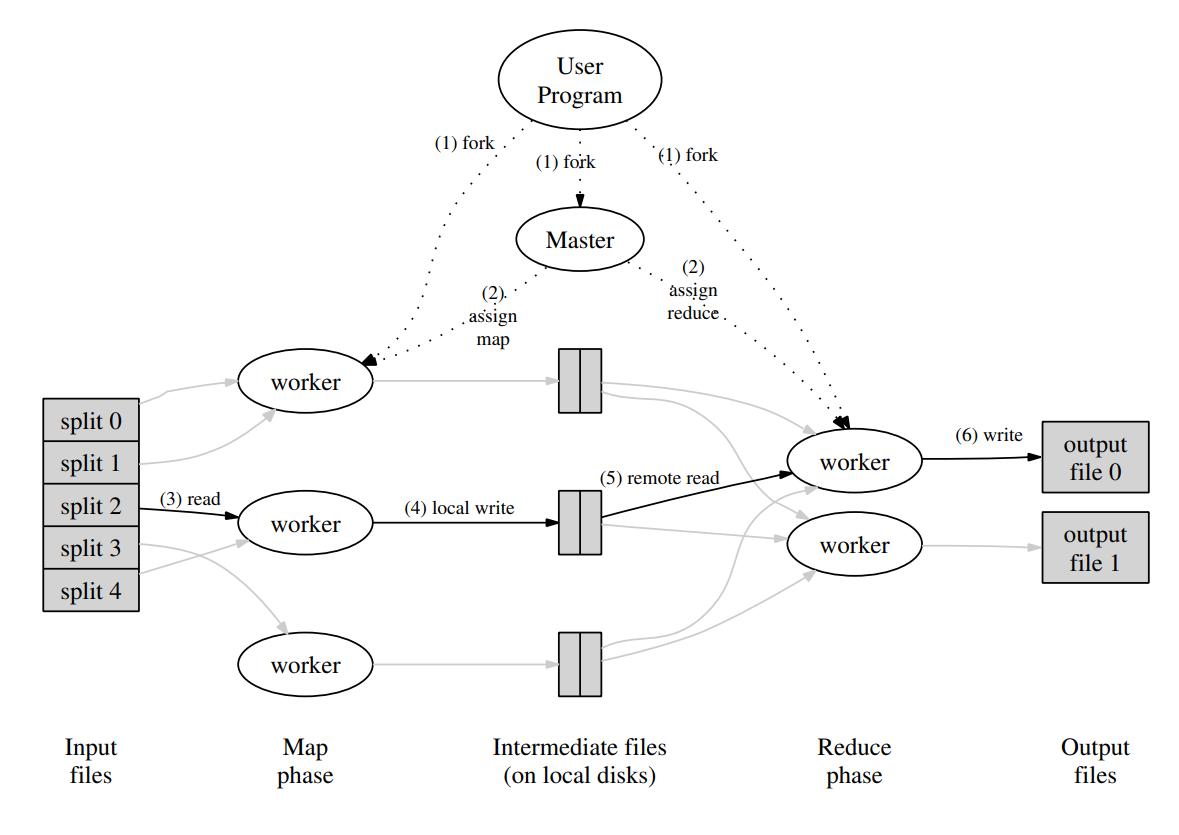 User
Program
(1) fork
(1) fork
(1) fork
Master
(2)
assign
map
(2)
assign
reduce
worker
split 0
split 1
split 2
split 3
split 4
(3) read
worker
(4) local write
worker
(5) remote read
worker
(6) write
output
file 0
worker
output
file 1
Input
files
Map
phase
Intermediate files
(on local disks)
Reduce
phase
Output
files